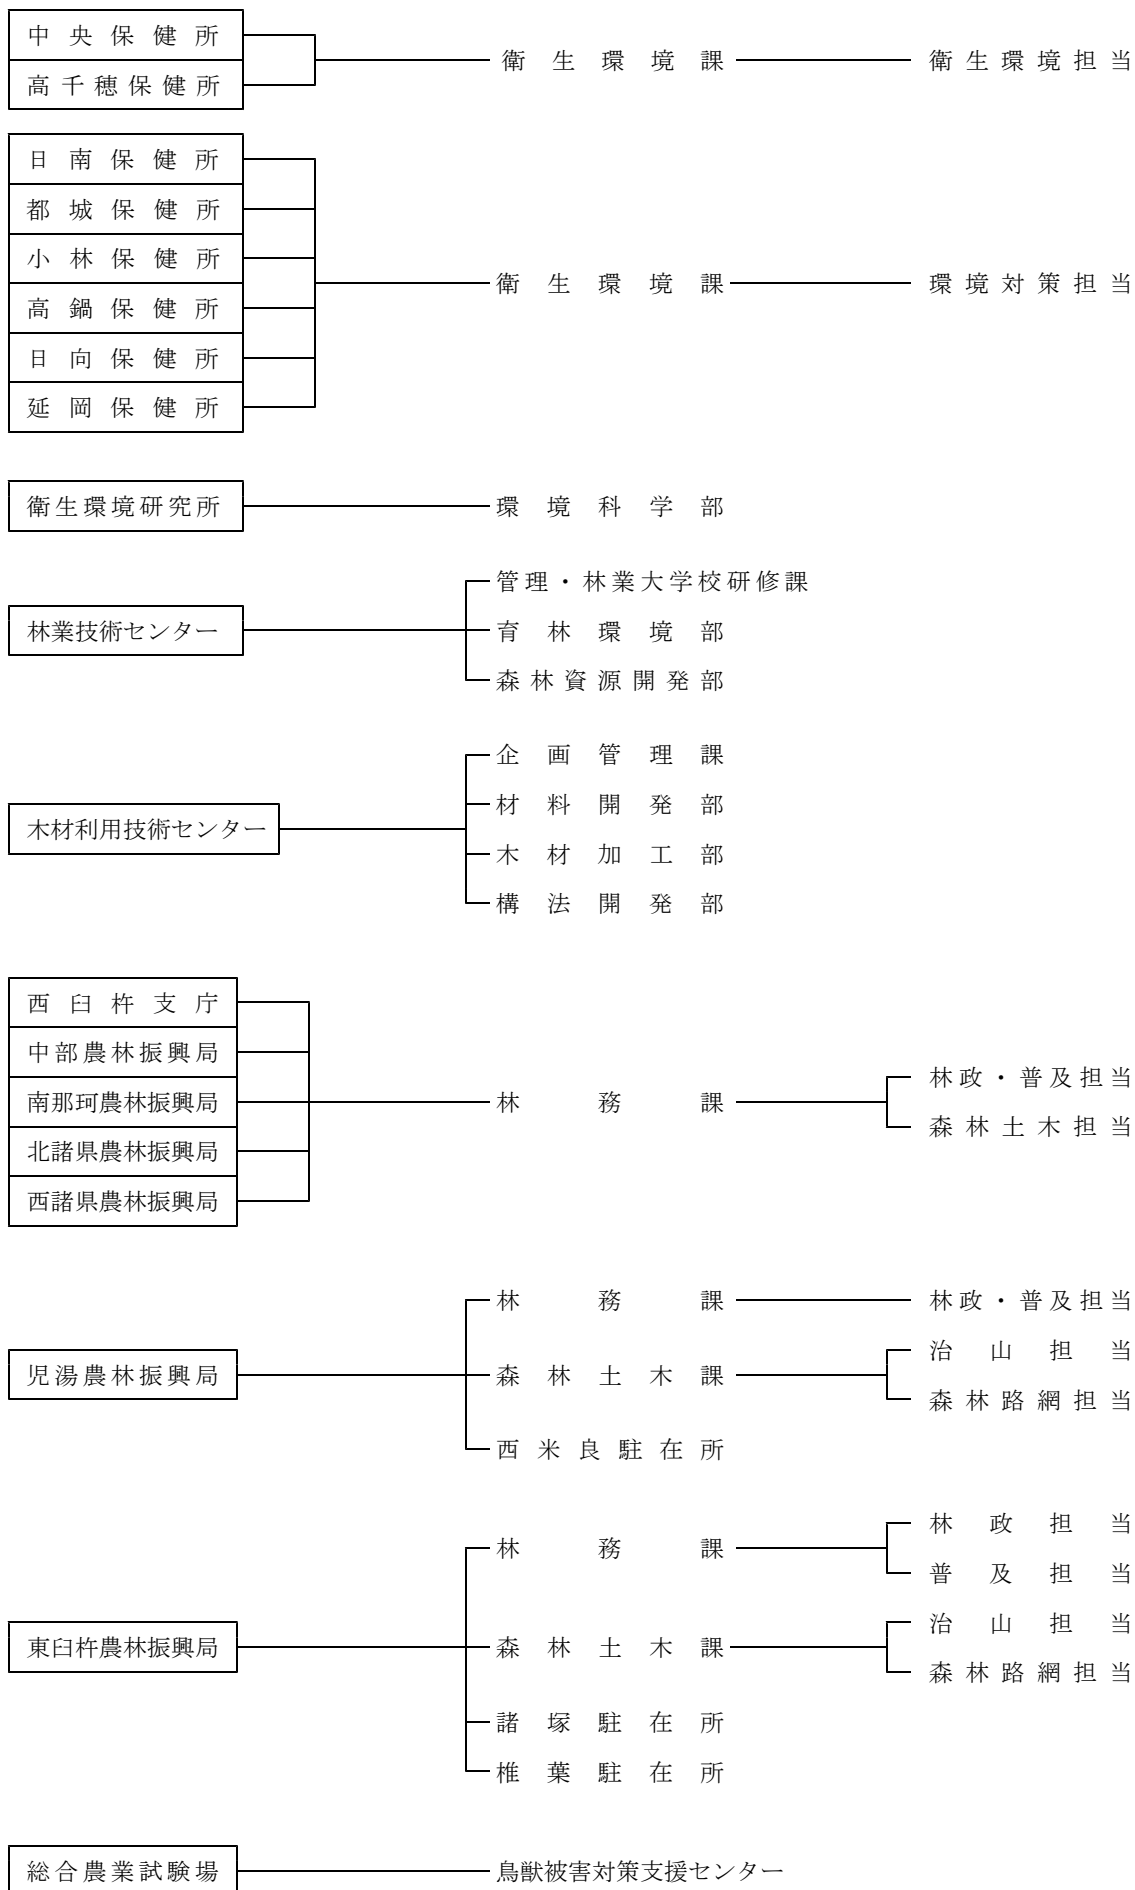 中央保健所
高千穂保健所
衛生環境課
衛生環境担当
日南保健所
都城保健所
小林保健所
高鍋保健所
日向保健所
延岡保健所
衛生環境課
環境対策担当
衛生環境研究所
環境科学部
林業技術センター
管理・林業大学校研修課
育林環境部
森林資源開発部
木材利用技術センター
企画管理課
材料開発部
木材加工部
構法開発部
西臼杵支庁
中部農林振興局
南那珂農林振興局
北諸県農林振興局
西諸県農林振興局
林務課
林政・普及担当
森林土木担当
児湯農林振興局
林務課
林政・普及担当
森林土木課
治山担当
森林路網担当
西米良駐在所
東臼杵農林振興局
林務課
林政担当
普及担当
森林土木課
治山担当
森林路網担当
諸塚駐在所
椎葉駐在所
総合農業試験場
鳥獣被害対策支援センター